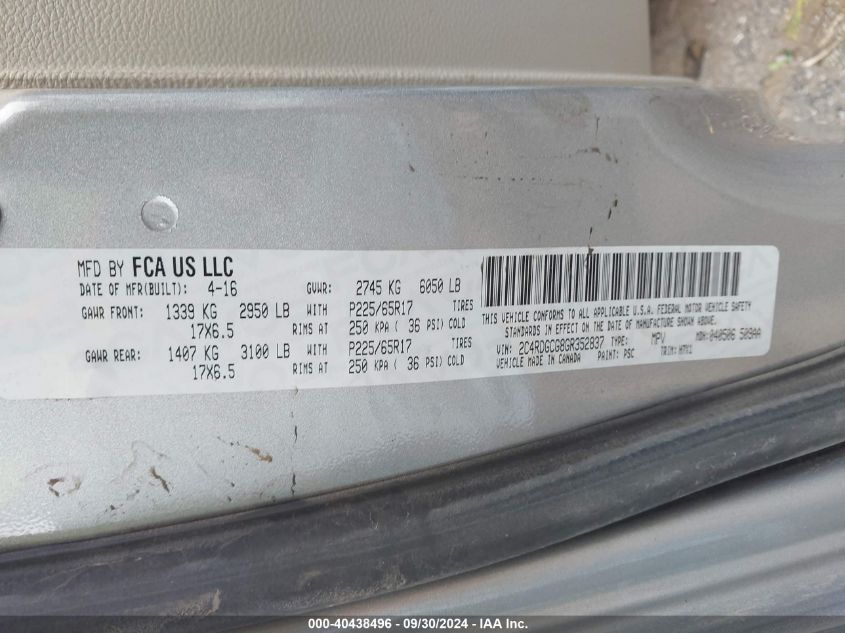 MFD BY FCA US LLC
DATE OF MFR(BUILT): 4-16 GVWR: 2745 KG 6050 LB
GAWR FRONT: 1339 KG 2950 LB WITH P225/65R17 TIRES
17X6.5 RIMS AT 250 KPA ( 36 PSI) COLD
GAWR REAR: 1407 KG 3100 LB WITH P225/65R17 TIRES
17X6.5 RIMS AT 250 KPA ( 36 PSI) COLD
THIS VEHICLE CONFORMS TO ALL APPLICABLE U.S.A. FEDERAL MOTOR VEHICLE SAFETY
STANDARDS IN EFFECT ON THE DATE OF MANUFACTURE SHOWN ABOVE.
VIN: 2C4RDGCG8GR352837 TYPE: MPV MDH: 040506 509AA
VEHICLE MADE IN CANADA PAINT: PSC TRIM:
000-40438496 - 09/30/2024 - IAA Inc.